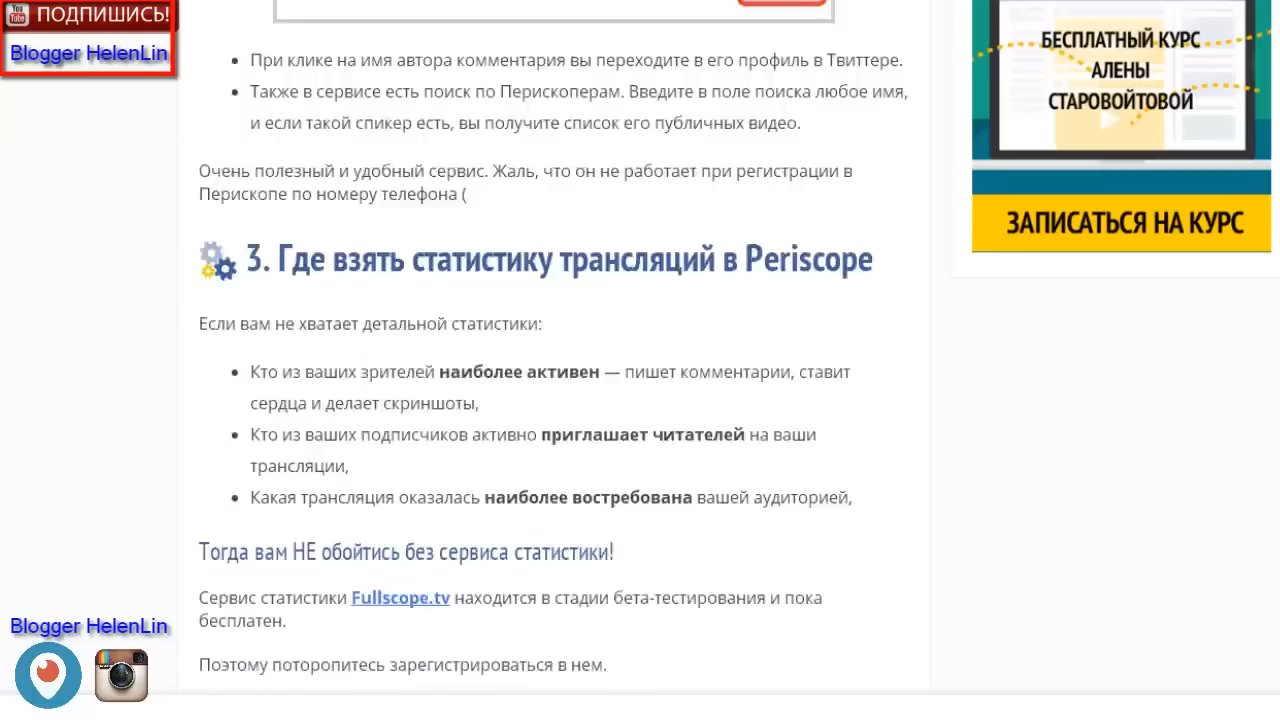 You
Tube
ПОДПИШИСЬ!
Blogger HelenLin
При клике на имя автора комментария вы переходите в его профиль в Твиттере.
Также в сервисе есть поиск по Перископерам. Введите в поле поиска любое имя,
и если такой спикер есть, вы получите список его публичных видео.
Очень полезный и удобный сервис. Жаль, что он не работает при регистрации в
Перископе по номеру телефона (
3. Где взять статистику трансляций в Periscope
Если вам не хватает детальной статистики:
Кто из ваших зрителей наиболее активен — пишет комментарии, ставит
сердца и делает скриншоты,
Кто из ваших подписчиков активно приглашает читателей на ваши
трансляции,
Какая трансляция оказалась наиболее востребована вашей аудиторией,
Тогда вам НЕ обойтись без сервиса статистики!
Сервис статистики Fullscope.tv находится в стадии бета-тестирования и пока
бесплатен.
Поэтому поторопитесь зарегистрироваться в нем.
Blogger HelenLin
БЕСПЛАТНЫЙ КУРС
АЛЕНЫ
СТАРОВОЙТОВОЙ
ЗАПИСАТЬСЯ НА КУРС